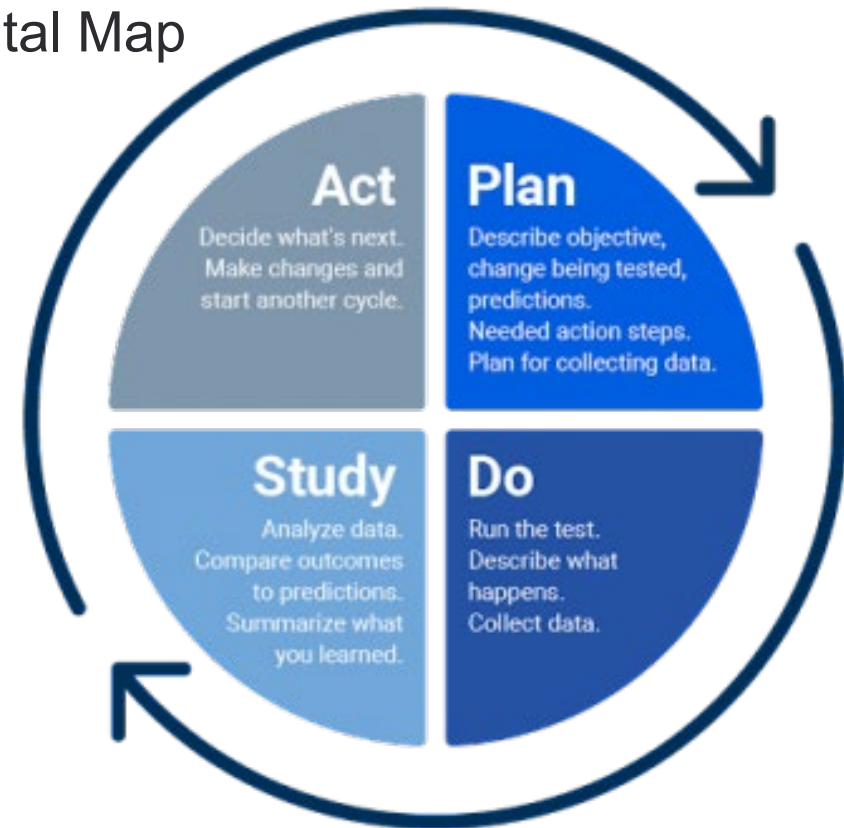 tal Map
Act
Decide what's next.
Make changes and
start another cycle.
Plan
Describe objective,
change being tested,
predictions.
Needed action steps.
Plan for collecting data.
Study
Analyze data.
Compare outcomes
to predictions.
Summarize what
you learned.
Do
Run the test.
Describe what
happens.
Collect data.